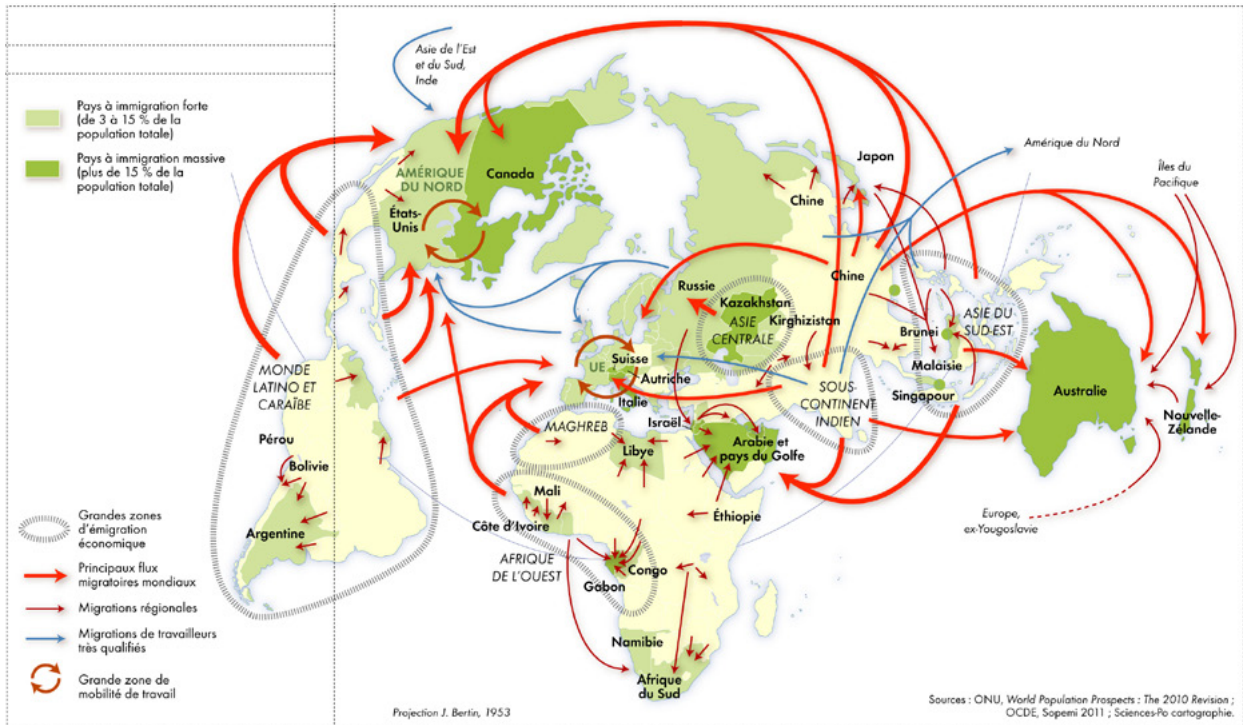 Pays à immigration forte
(de 3 à 15 % de la
population totale)
Pays à immigration massive
(plus de 15 % de la
population totale)
Asie de l'Est
et du Sud,
Inde
AMÉRIQUE
DU NORD
Canada
États-
Unis
Japon
Amérique du Nord
Îles du
Pacifique
Chine
Chine
Russie
Kazakhstan
ASIE
CENTRALE
Kirghizistan
Brunei
ASIE DU
SUD-EST
Malaisie
Singapour
UE
Suisse
Autriche
Italie
SOUS-
CONTINENT
INDIEN
Australie
Nouvelle-
Zélande
MONDE
LATINO ET
CARAÏBE
MAGHREB
Israël
Libye
Arabie et
pays du Golfe
Pérou
Bolivie
Argentine
Mali
Côte d'Ivoire
Éthiopie
Europe,
ex-Yougoslavie
AFRIQUE
DE L'OUEST
Congo
Gabon
Namibie
Afrique
du Sud
Grandes zones
d'émigration
économique
Principaux flux
migratoires mondiaux
Migrations régionales
Migrations de travailleurs
très qualifiés
Grande zone de
mobilité de travail
Projection J. Bertin, 1953
Sources : ONU, World Population Prospects : The 2010 Revision ;
OCDE, Sopemi 2011 ; Sciences-Po cartographie.